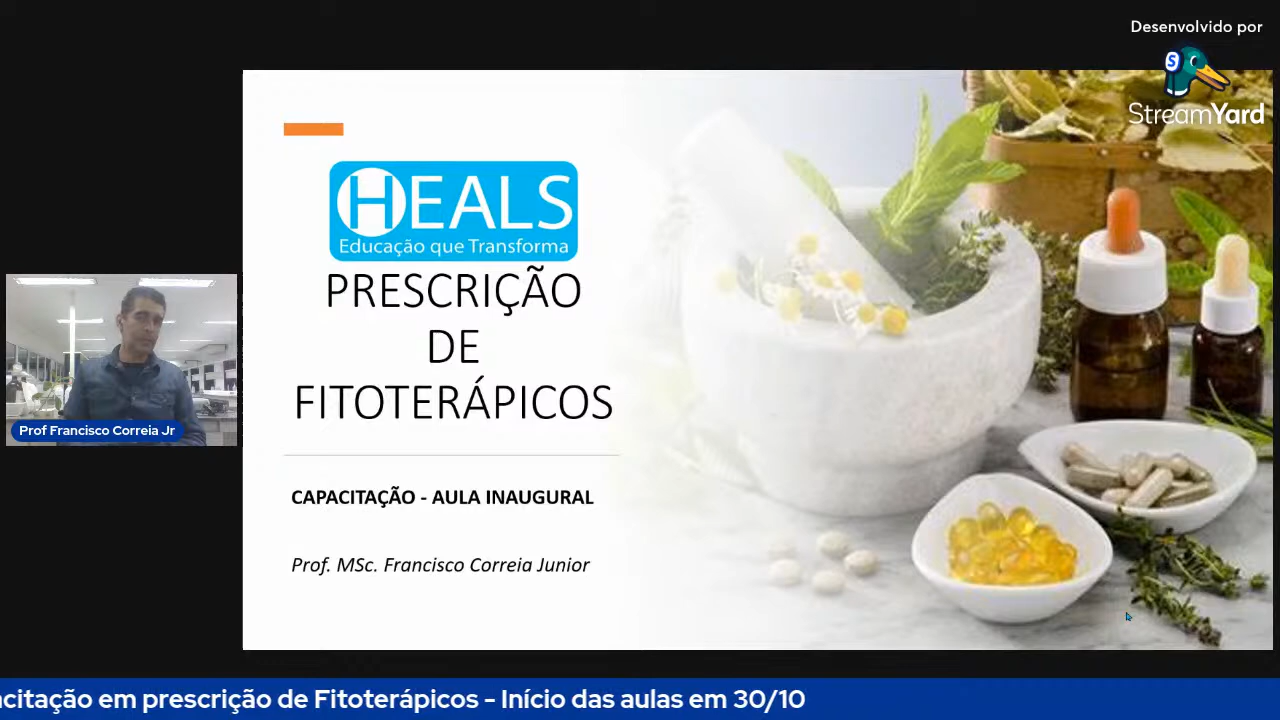 Desenvolvido por
S
StreamYard
HEALS
Educação que Transforma
PRESCRIÇÃO
DE
FITOTERÁPICOS
CAPACITAÇÃO - AULA INAUGURAL
Prof. MSc. Francisco Correia Junior
Prof Francisco Correia Jr
citação em prescrição de Fitoterápicos - Início das aulas em 30/10